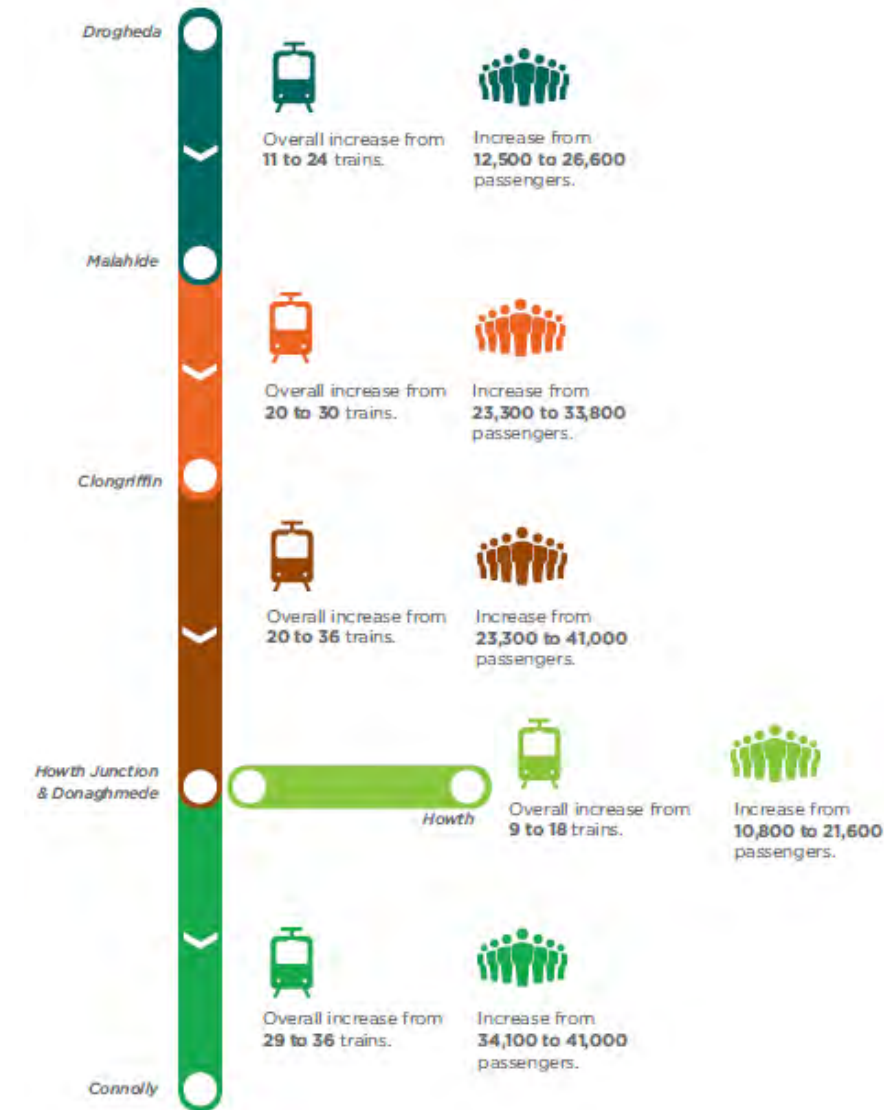 Drogheda
Overall increase from
11 to 24 trains.
Increase from
12,500 to 26,600
passengers.
Malahide
Overall increase from
20 to 30 trains.
Increase from
23,300 to 33,800
passengers.
Clongriffin
Overall increase from
20 to 36 trains.
Increase from
23,300 to 41,000
passengers.
Howth Junction
& Donaghmede
Howth
Overall increase from
9 to 18 trains.
Increase from
10,800 to 21,600
passengers.
Overall increase from
29 to 36 trains.
Increase from
34,100 to 41,000
passengers.
Connolly